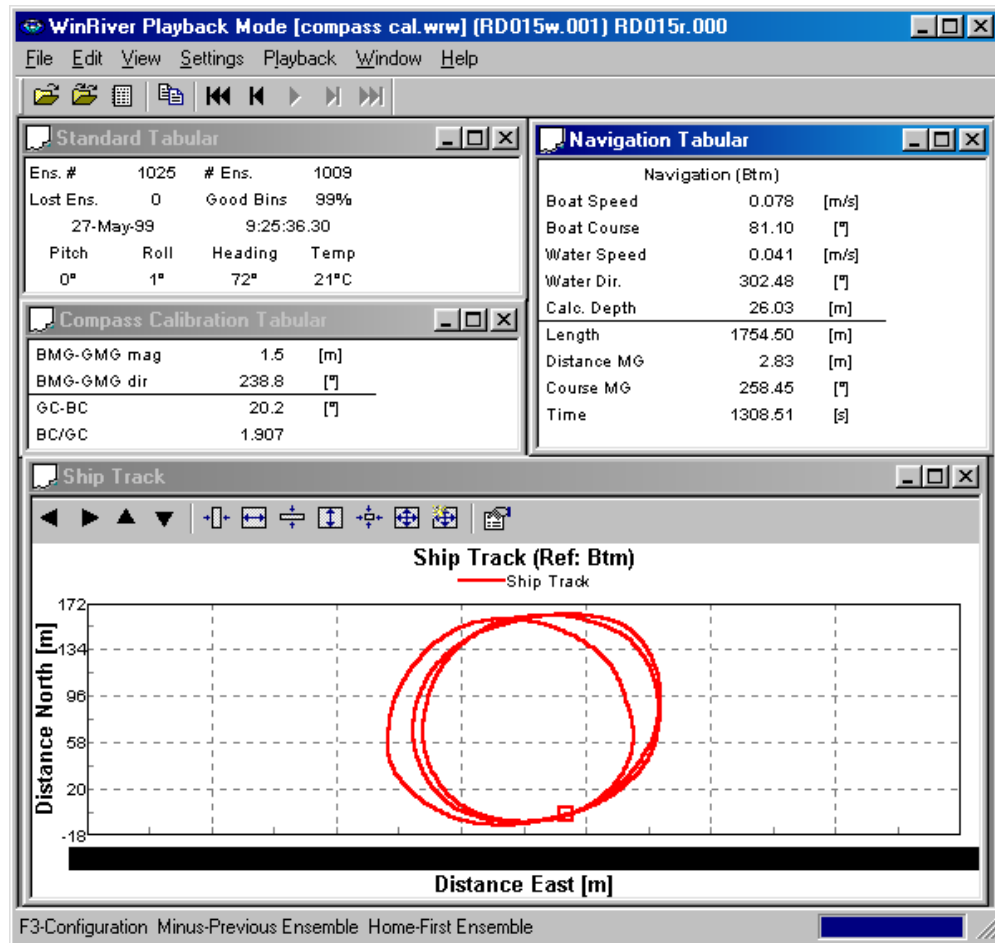 WinRiver Playback Mode [compass cal.wrw] (RD015w.001) RD015r.000
File Edit View Settings Playback Window Help
Standard Tabular
Ens. # 1025 # Ens. 1009
Lost Ens. 0 Good Bins 99%
27-May-99 9:25:36.30
Pitch Roll Heading Temp
0° 1° 72° 21°C
Navigation Tabular
Navigation (Btm)
Boat Speed 0.078 [m/s]
Boat Course 81.10 [°]
Water Speed 0.041 [m/s]
Water Dir. 302.48 [°]
Calc. Depth 26.03 [m]
Length 1754.50 [m]
Distance MG 2.83 [m]
Course MG 258.45 [°]
Time 1308.51 [s]
Compass Calibration Tabular
BMG-GMG mag 1.5 [m]
BMG-GMG dir 238.8 [°]
GC-BC 20.2 [°]
BC/GC 1.907
Ship Track
Ship Track (Ref: Btm)
Ship Track
Distance North [m]
172
134
96
58
20
-18
Distance East [m]
F3-Configuration Minus-Previous Ensemble Home-First Ensemble